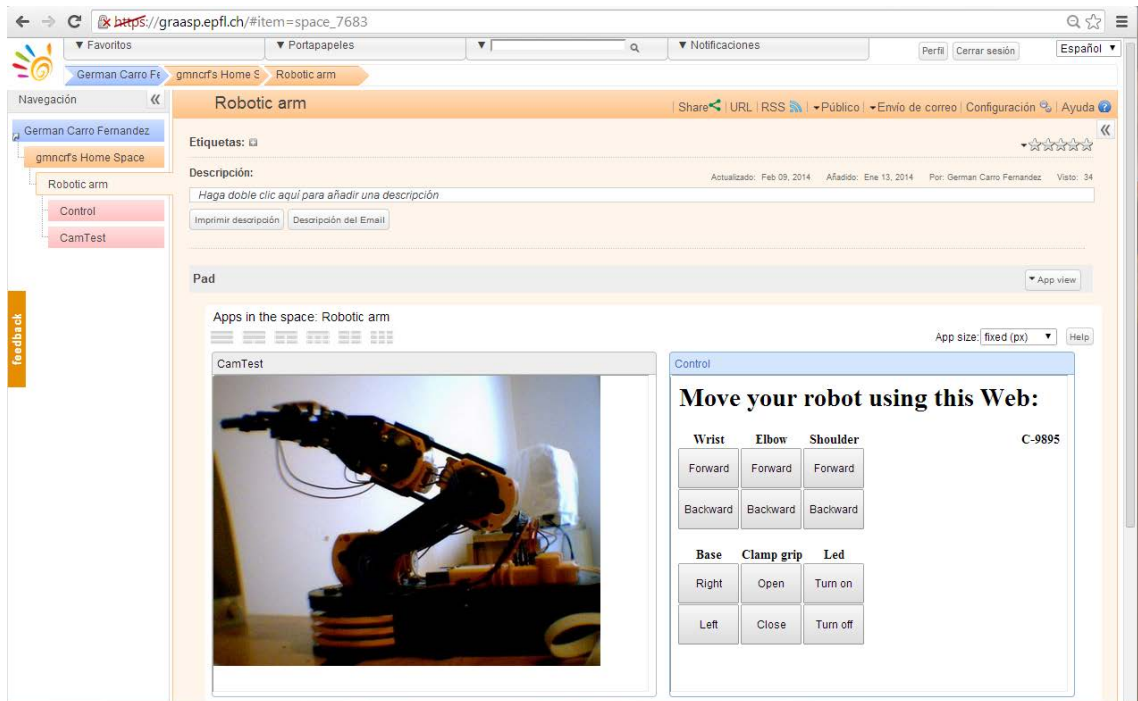 https://graasp.epfl.ch/#item=space_7683
▼ Favoritos ▼ Portapapeles ▼ ▼ Notificaciones Perfil Cerrar sesión Español ▼
German Carro Fe gmncrf's Home S Robotic arm
Navegación «
German Carro Fernandez
gmncrf's Home Space
Robotic arm
Control
CamTest
feedback
Robotic arm
Share | URL | RSS | ▾Público | ▾Envío de correo | Configuración | Ayuda
«
Etiquetas:
Descripción:
Actualizado: Feb 09, 2014 Añadido: Ene 13, 2014 Por: German Carro Fernandez Visto: 34
Haga doble clic aquí para añadir una descripción
Imprimir descripción Descripción del Email
Pad
▾ App view
Apps in the space: Robotic arm
App size: fixed (px) ▼ Help
CamTest
Control
Move your robot using this Web:
Wrist Elbow Shoulder C-9895
Forward Forward Forward
Backward Backward Backward
Base Clamp grip Led
Right Open Turn on
Left Close Turn off